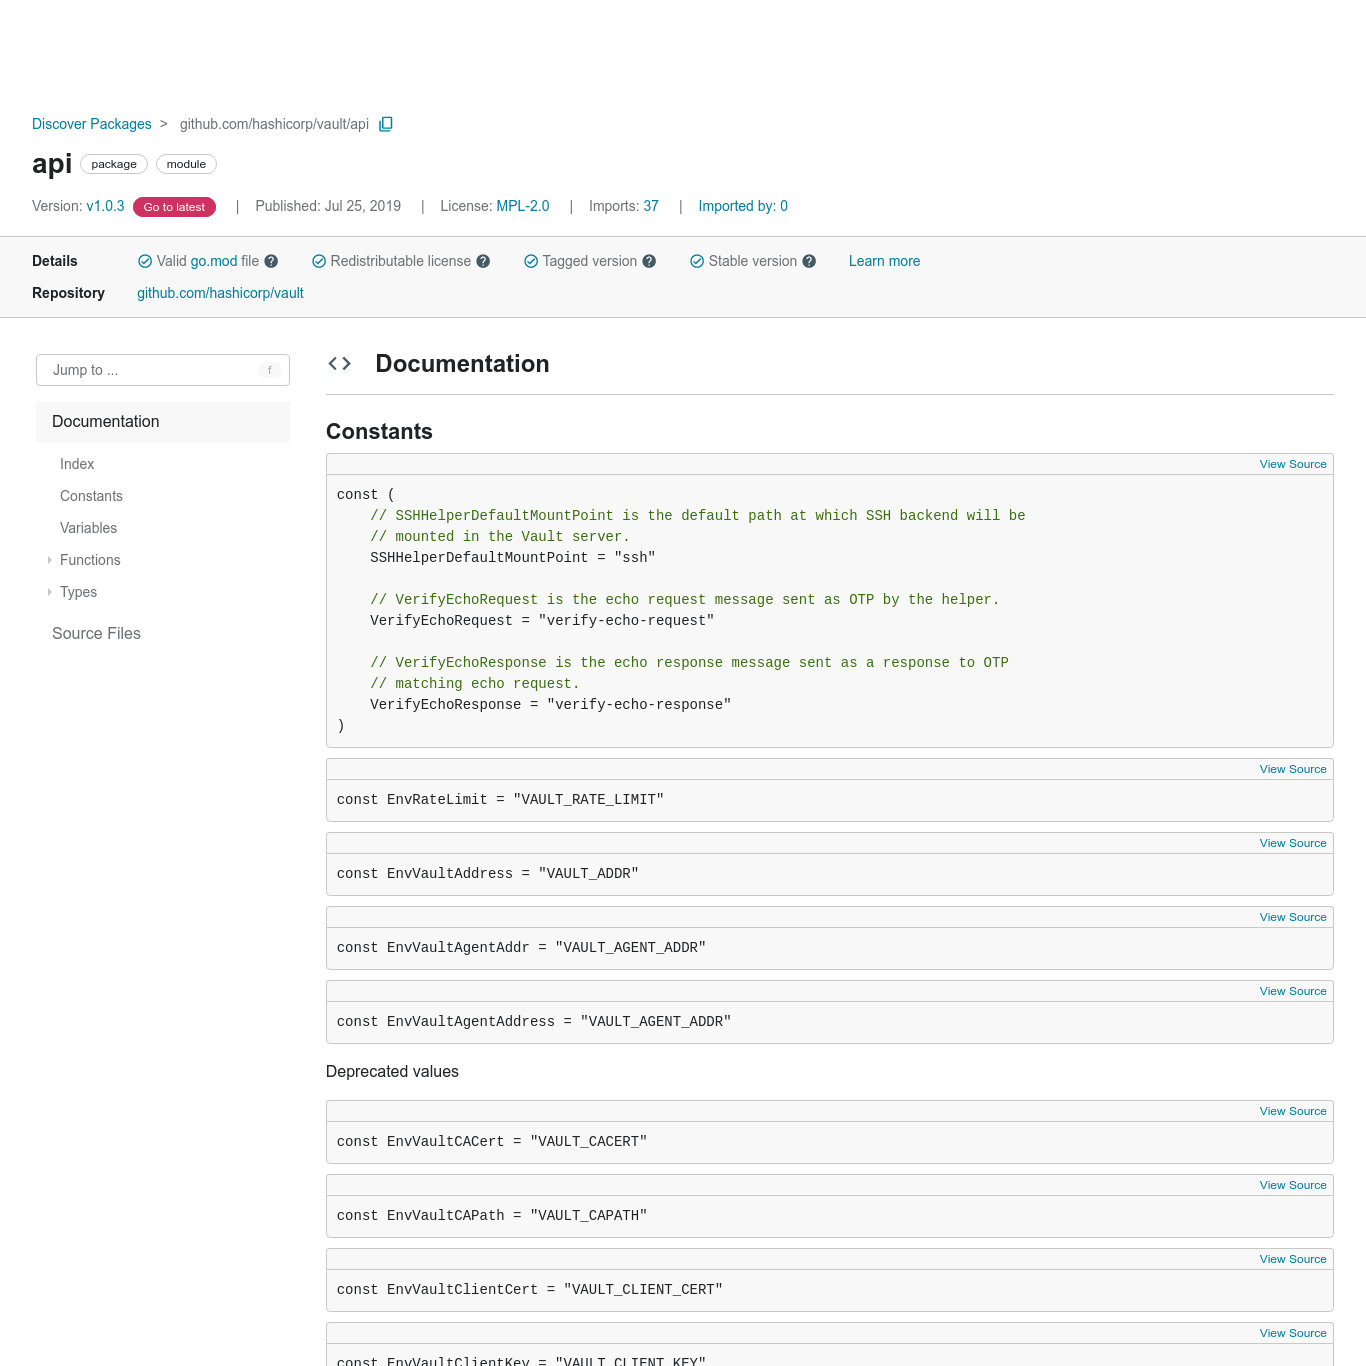 Discover Packages > github.com/hashicorp/vault/api
api package module
Version: v1.0.3 Go to latest | Published: Jul 25, 2019 | License: MPL-2.0 | Imports: 37 | Imported by: 0
Details Valid go.mod file ? Redistributable license ? Tagged version ? Stable version ? Learn more
Repository github.com/hashicorp/vault
Jump to ... f
Documentation
Index
Constants
Variables
Functions
Types
Source Files
<> Documentation
Constants
View Source
const (
    // SSHHelperDefaultMountPoint is the default path at which SSH backend will be
    // mounted in the Vault server.
    SSHHelperDefaultMountPoint = "ssh"
    // VerifyEchoRequest is the echo request message sent as OTP by the helper.
    VerifyEchoRequest = "verify-echo-request"
    // VerifyEchoResponse is the echo response message sent as a response to OTP
    // matching echo request.
    VerifyEchoResponse = "verify-echo-response"
)
View Source
const EnvRateLimit = "VAULT_RATE_LIMIT"
View Source
const EnvVaultAddress = "VAULT_ADDR"
View Source
const EnvVaultAgentAddr = "VAULT_AGENT_ADDR"
View Source
const EnvVaultAgentAddress = "VAULT_AGENT_ADDR"
Deprecated values
View Source
const EnvVaultCACert = "VAULT_CACERT"
View Source
const EnvVaultCAPath = "VAULT_CAPATH"
View Source
const EnvVaultClientCert = "VAULT_CLIENT_CERT"
View Source
const EnvVaultClientKey = "VAULT_CLIENT_KEY"